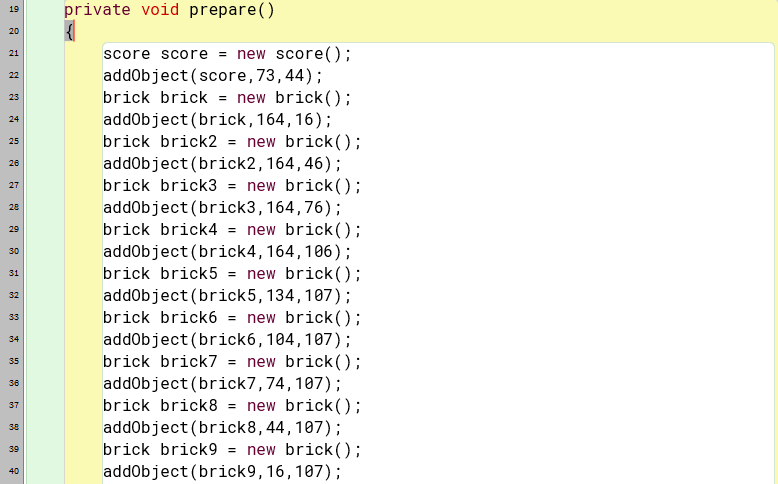 19 private void prepare()
20 {
21 score score = new score();
22 addObject(score,73,44);
23 brick brick = new brick();
24 addObject(brick,164,16);
25 brick brick2 = new brick();
26 addObject(brick2,164,46);
27 brick brick3 = new brick();
28 addObject(brick3,164,76);
29 brick brick4 = new brick();
30 addObject(brick4,164,106);
31 brick brick5 = new brick();
32 addObject(brick5,134,107);
33 brick brick6 = new brick();
34 addObject(brick6,104,107);
35 brick brick7 = new brick();
36 addObject(brick7,74,107);
37 brick brick8 = new brick();
38 addObject(brick8,44,107);
39 brick brick9 = new brick();
40 addObject(brick9,16,107);